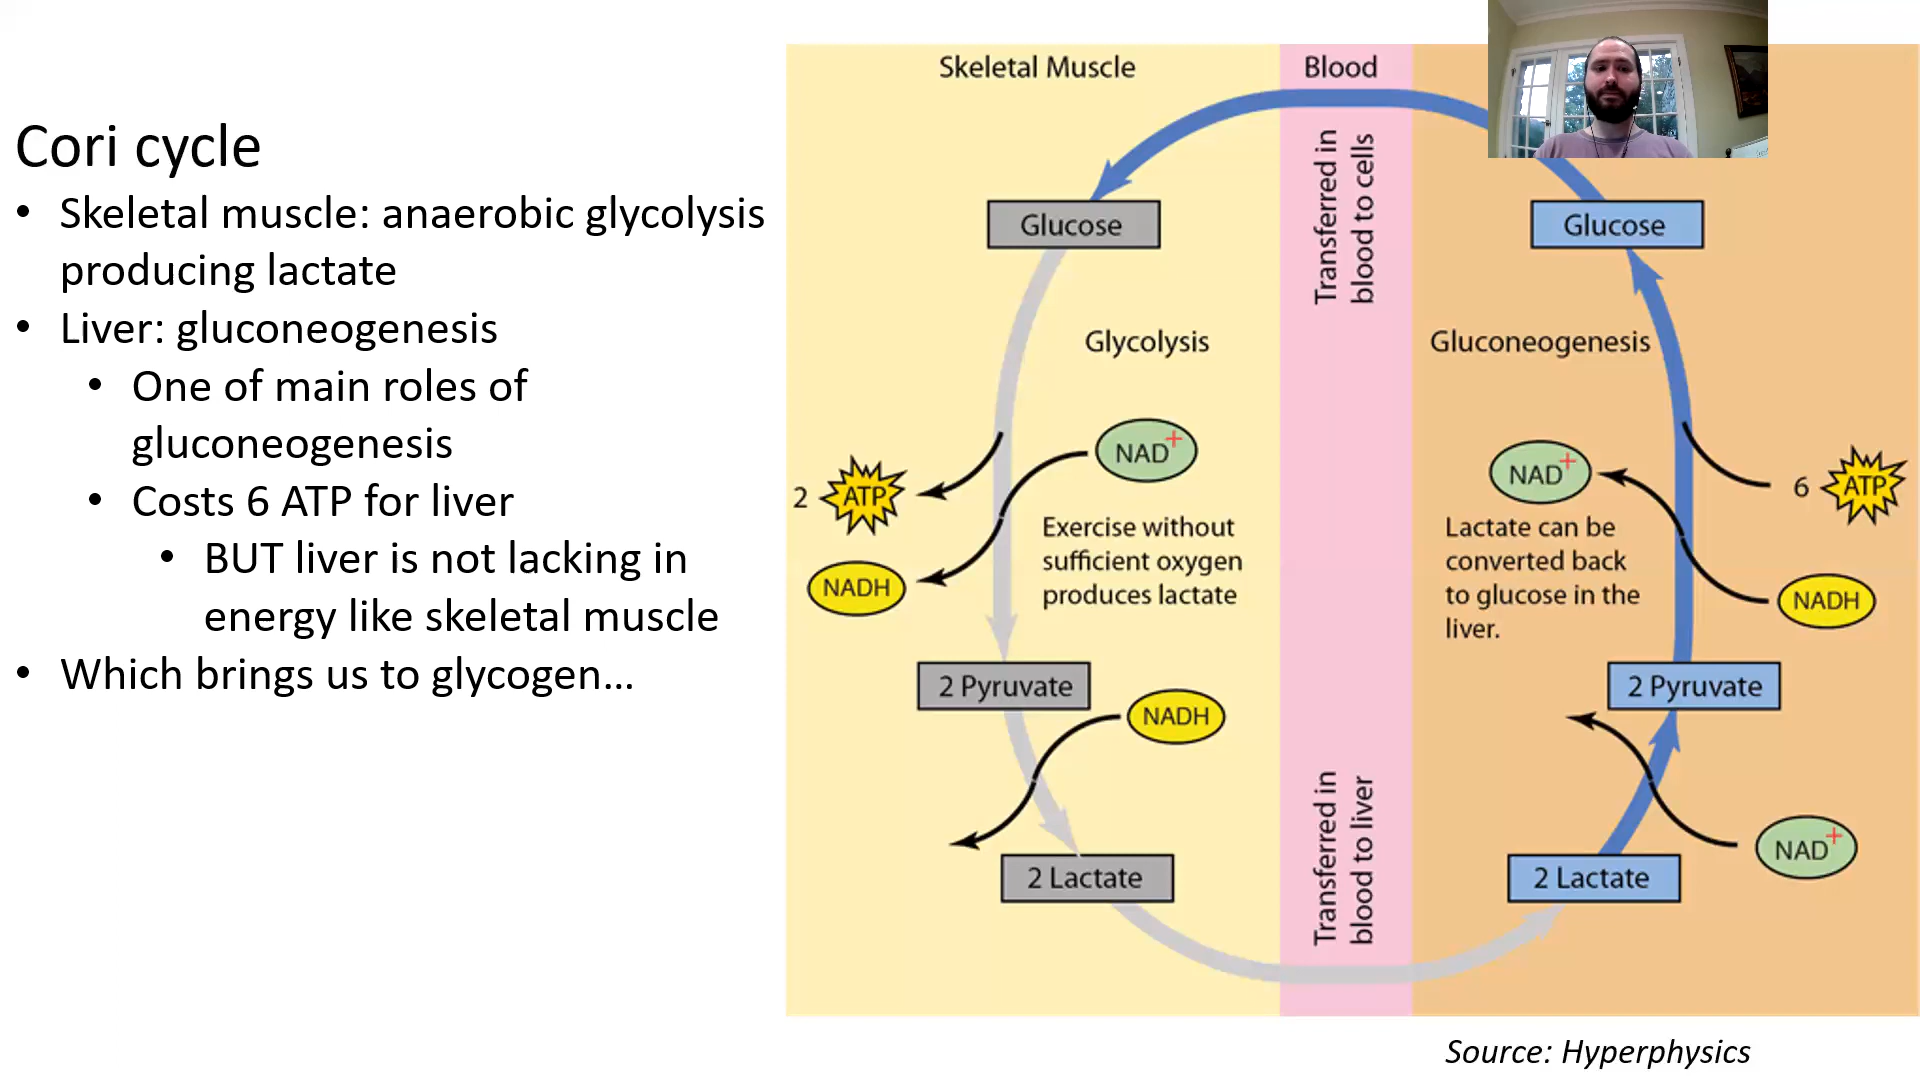 Cori cycle
• Skeletal muscle: anaerobic glycolysis
producing lactate
• Liver: gluconeogenesis
• One of main roles of
gluconeogenesis
• Costs 6 ATP for liver
• BUT liver is not lacking in
energy like skeletal muscle
• Which brings us to glycogen...
Skeletal Muscle
Blood
Transferred in
blood to cells
Glucose
Glucose
Glycolysis
Gluconeogenesis
NAD+
2 ATP
NADH
Exercise without
sufficient oxygen
produces lactate
NAD+
6 ATP
Lactate can be
converted back
to glucose in the
liver.
NADH
2 Pyruvate
2 Pyruvate
NADH
Transferred in
blood to liver
NAD+
2 Lactate
2 Lactate
Source: Hyperphysics